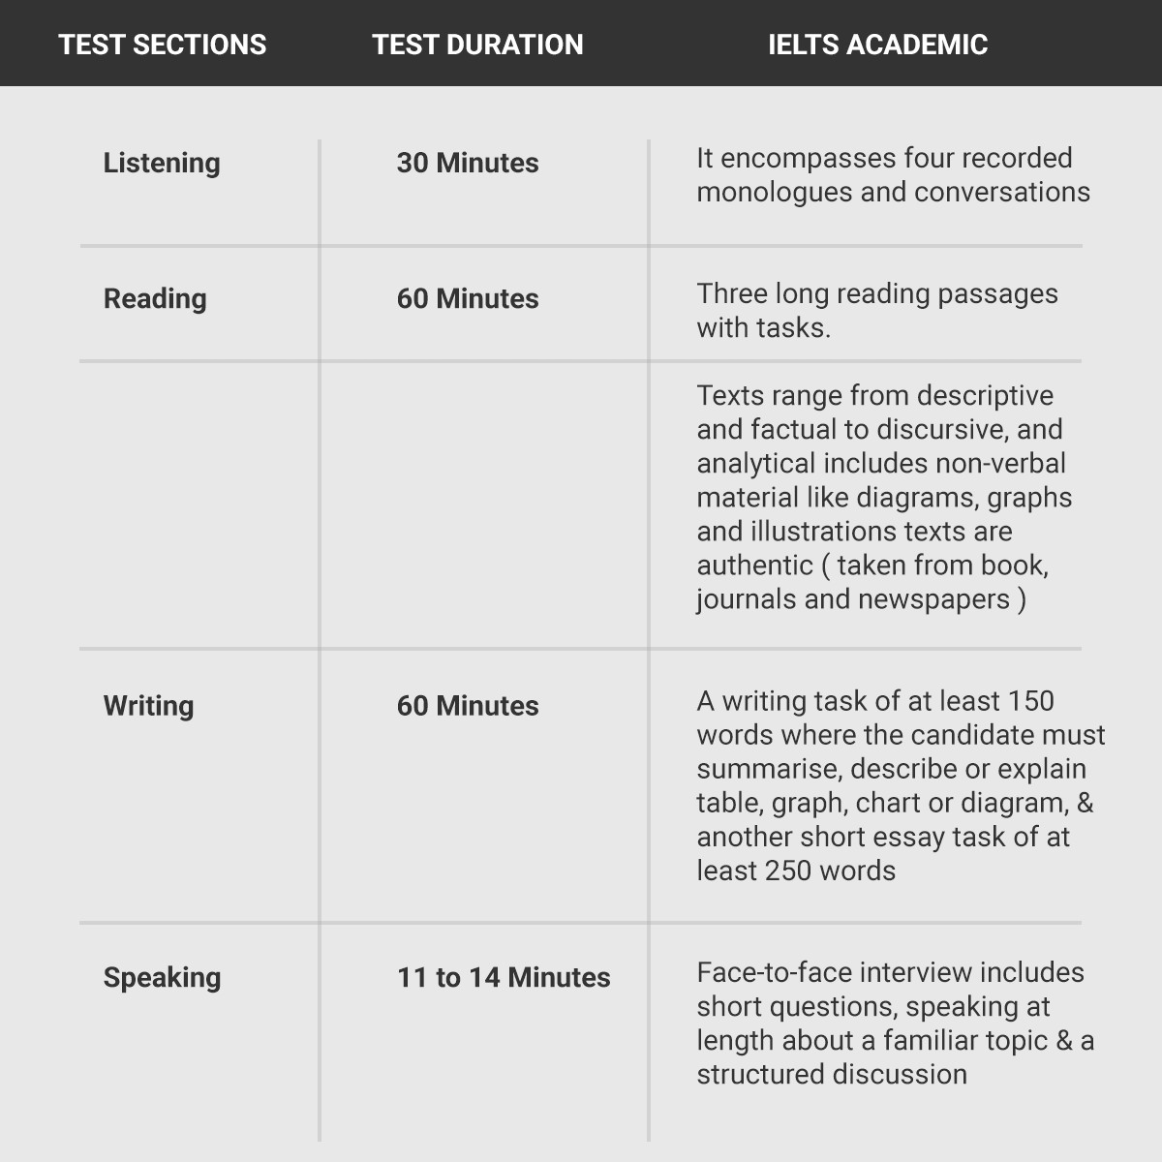 TEST SECTIONS TEST DURATION IELTS ACADEMIC
Listening 30 Minutes It encompasses four recorded
monologues and conversations
Reading 60 Minutes Three long reading passages
with tasks.
Texts range from descriptive
and factual to discursive, and
analytical includes non-verbal
material like diagrams, graphs
and illustrations texts are
authentic ( taken from book,
journals and newspapers )
Writing 60 Minutes A writing task of at least 150
words where the candidate must
summarise, describe or explain
table, graph, chart or diagram, &
another short essay task of at
least 250 words
Speaking 11 to 14 Minutes Face-to-face interview includes
short questions, speaking at
length about a familiar topic & a
structured discussion